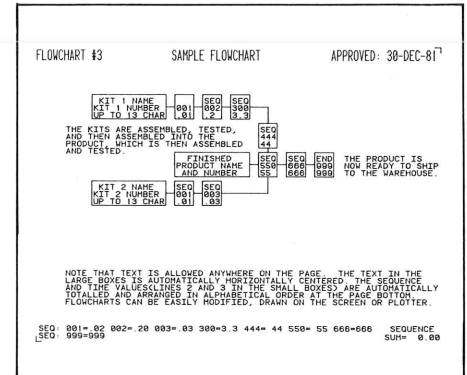 FLOWCHART #3 SAMPLE FLOWCHART APPROVED: 30-DEC-81
KIT 1 NAME
KIT 1 NUMBER
UP TO 13 CHAR
001
.01
SEQ
002
.2
SEQ
300
3.3
THE KITS ARE ASSEMBLED, TESTED,
AND THEN ASSEMBLED INTO THE
PRODUCT, WHICH IS THEN ASSEMBLED
AND TESTED.
SEQ
444
44
FINISHED
PRODUCT NAME
AND NUMBER
SEQ
550
55
SEQ
666
666
END
999
999
THE PRODUCT IS
NOW READY TO SHIP
TO THE WAREHOUSE.
KIT 2 NAME
KIT 2 NUMBER
UP TO 13 CHAR
SEQ
001
.01
SEQ
003
.03
NOTE THAT TEXT IS ALLOWED ANYWHERE ON THE PAGE. THE TEXT IN THE
LARGE BOXES IS AUTOMATICALLY HORIZONTALLY CENTERED. THE SEQUENCE
AND TIME VALUES(LINES 2 AND 3 IN THE SMALL BOXES) ARE AUTOMATICALLY
TOTALLED AND ARRANGED IN ALPHABETICAL ORDER AT THE PAGE BOTTOM.
FLOWCHARTS CAN BE EASILY MODIFIED, DRAWN ON THE SCREEN OR PLOTTER.
SEQ: 001=.02 002=.20 003=.03 300=3.3 444= 44 550= 55 666=666 SEQUENCE
SEQ: 999=999 SUM= 0.00